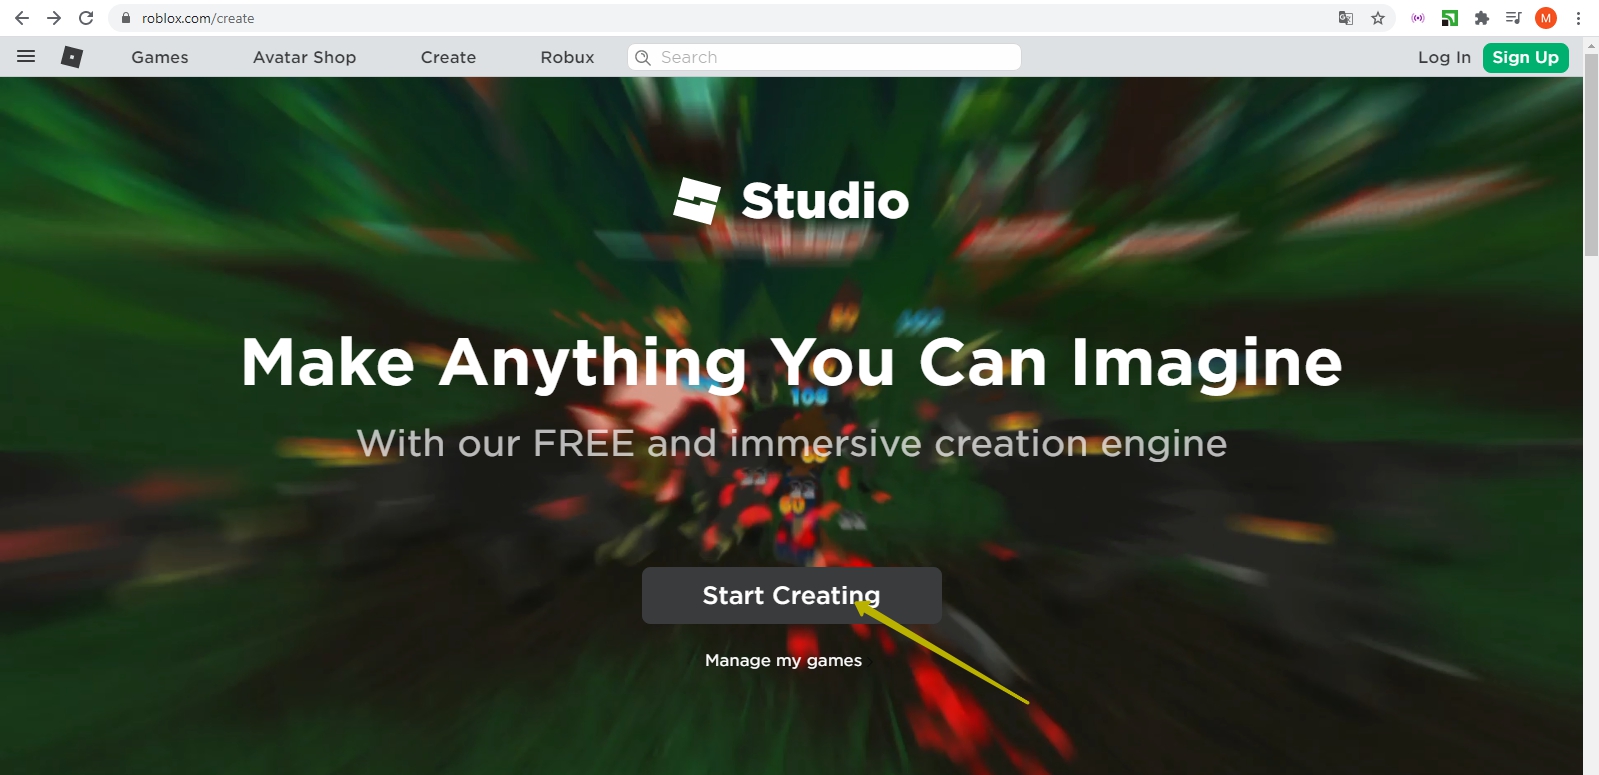 roblox.com/create
M
Games Avatar Shop Create Robux Search Log In Sign Up
Studio
Make Anything You Can Imagine
108
With our FREE and immersive creation engine
Start Creating
Manage my games